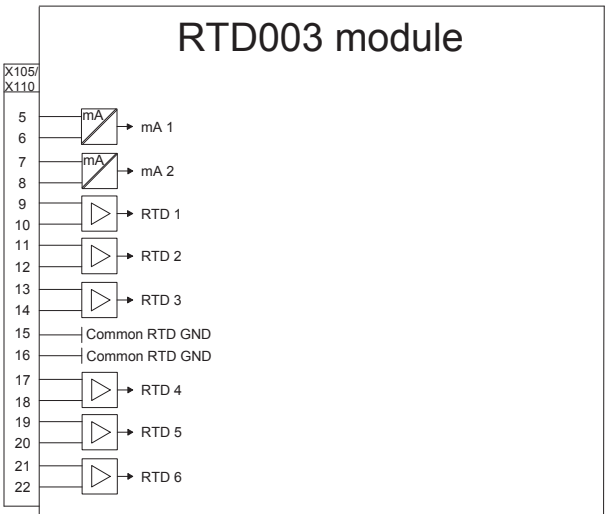 RTD003 module
X105/
X110
5
mA
mA 1
6
7
mA
mA 2
8
9
RTD 1
10
11
RTD 2
12
13
RTD 3
14
15 Common RTD GND
16 Common RTD GND
17
RTD 4
18
19
RTD 5
20
21
RTD 6
22